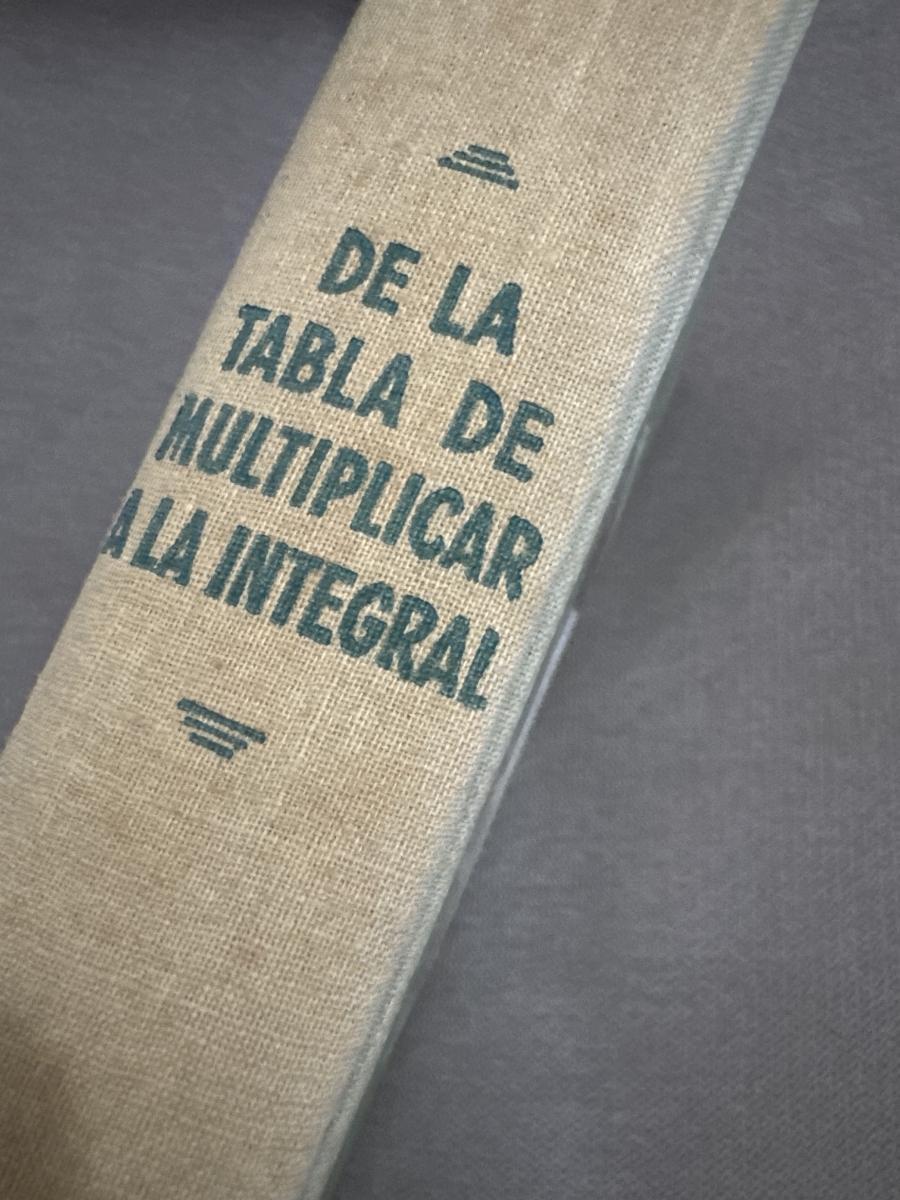 DE LA
TABLA DE
MULTIPLICAR
A LA INTEGRAL